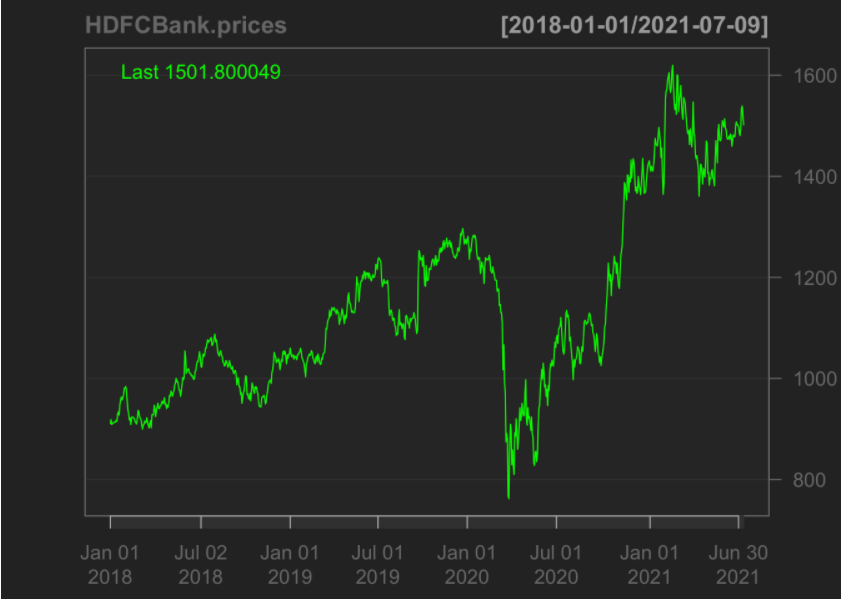 HDFCBank.prices [2018-01-01/2021-07-09]
Last 1501.800049
1600
1400
1200
1000
800
Jan 01 Jul 02 Jan 01 Jul 01 Jan 01 Jul 01 Jan 01 Jun 30
2018 2018 2019 2019 2020 2020 2021 2021